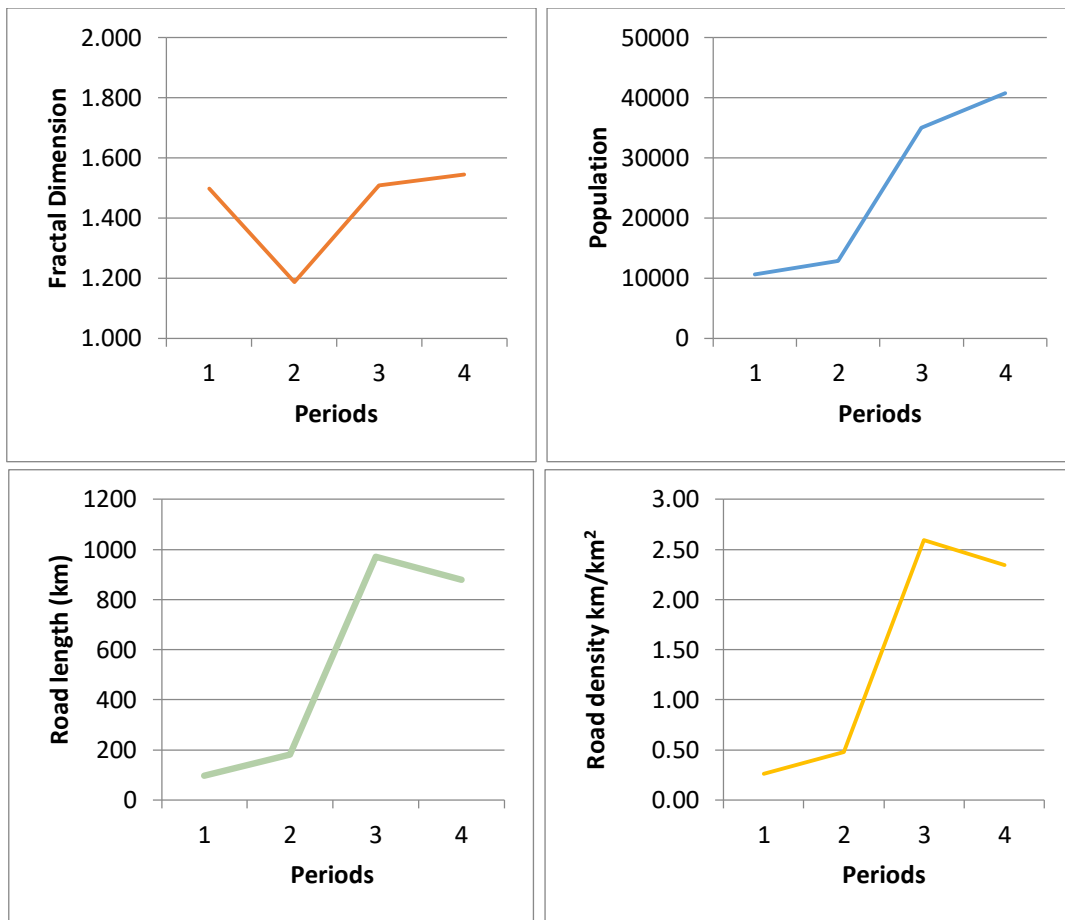 Fractal Dimension
2.000
1.800
1.600
1.400
1.200
1.000
1 2 3 4
Periods
Population
50000
40000
30000
20000
10000
0
1 2 3 4
Periods
Road length (km)
1200
1000
800
600
400
200
0
1 2 3 4
Periods
Road density km/km²
3.00
2.50
2.00
1.50
1.00
0.50
0.00
1 2 3 4
Periods